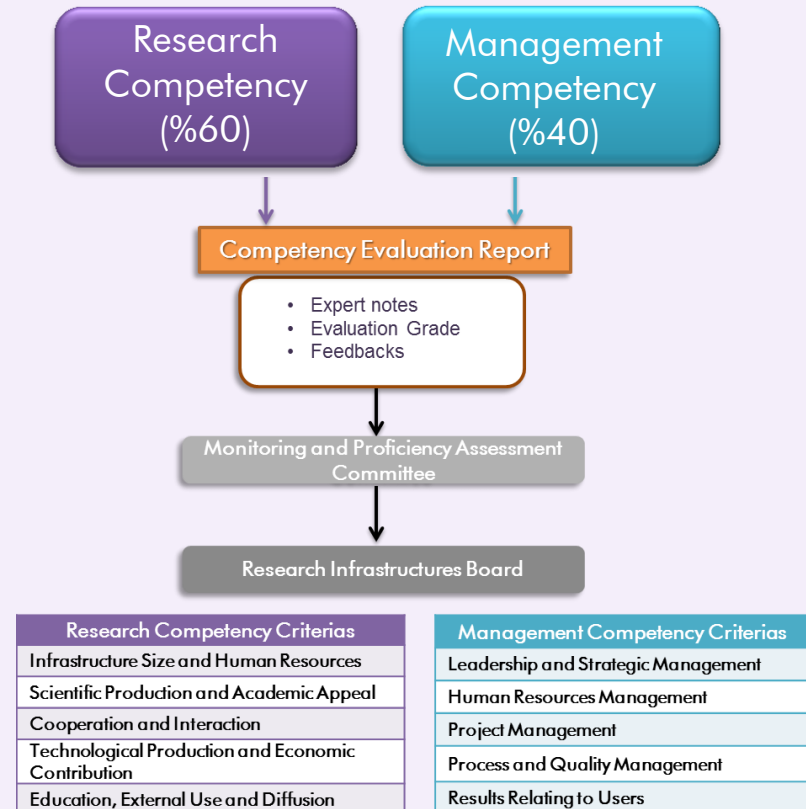 Research
Competency
(%60)
Management
Competency
(%40)
Competency Evaluation Report
• Expert notes
• Evaluation Grade
• Feedbacks
Monitoring and Proficiency Assessment
Committee
Research Infrastructures Board
Research Competency Criterias
Infrastructure Size and Human Resources
Scientific Production and Academic Appeal
Cooperation and Interaction
Technological Production and Economic
Contribution
Education, External Use and Diffusion
Management Competency Criterias
Leadership and Strategic Management
Human Resources Management
Project Management
Process and Quality Management
Results Relating to Users